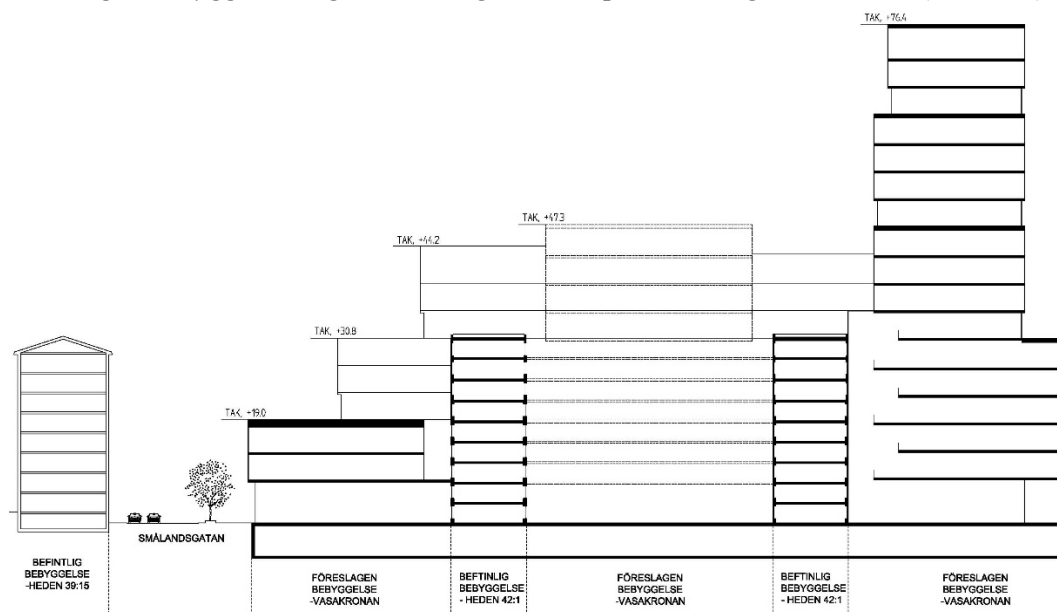 TAK, +76.4
TAK, +47.3
TAK, +44.2
TAK, +30.8
TAK, +19.0
SMÅLANDSGATAN
BEFINTLIG
BEBYGGELSE
-HEDEN 39:15
FÖRESLAGEN
BEBYGGELSE
-VASAKRONAN
BEFTINLIG
BEBYGGELSE
- HEDEN 42:1
FÖRESLAGEN
BEBYGGELSE
-VASAKRONAN
BEFTINLIG
BEBYGGELSE
- HEDEN 42:1
FÖRESLAGEN
BEBYGGELSE
-VASAKRONAN